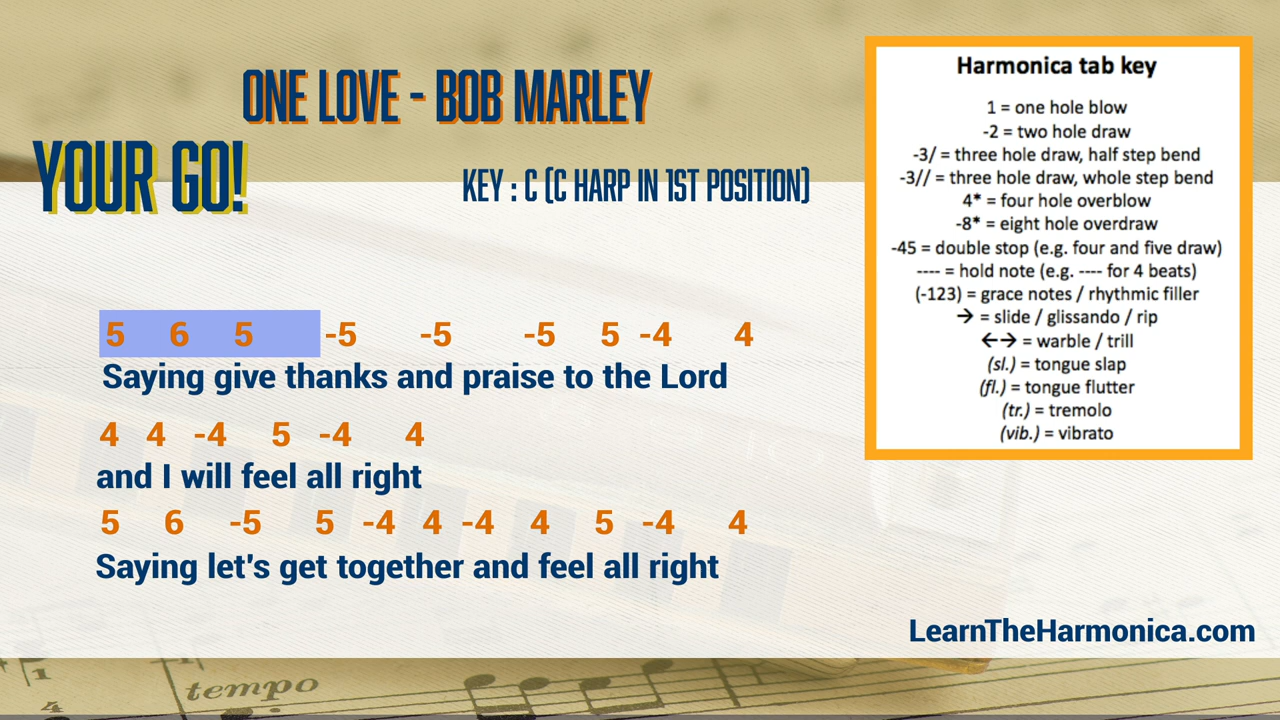 ONE LOVE - BOB MARLEY
YOUR GO!
KEY : C (C HARP IN 1ST POSITION)
5 6 5 -5 -5 -5 5 -4 4
Saying give thanks and praise to the Lord
4 4 -4 5 -4 4
and I will feel all right
5 6 -5 5 -4 4 -4 4 5 -4 4
Saying let's get together and feel all right
Harmonica tab key
1 = one hole blow
-2 = two hole draw
-3/ = three hole draw, half step bend
-3// = three hole draw, whole step bend
4* = four hole overblow
-8* = eight hole overdraw
-45 = double stop (e.g. four and five draw)
---- = hold note (e.g. ---- for 4 beats)
(-123) = grace notes / rhythmic filler
→ = slide / glissando / rip
←→ = warble / trill
(sl.) = tongue slap
(fl.) = tongue flutter
(tr.) = tremolo
(vib.) = vibrato
LearnTheHarmonica.com
tempo